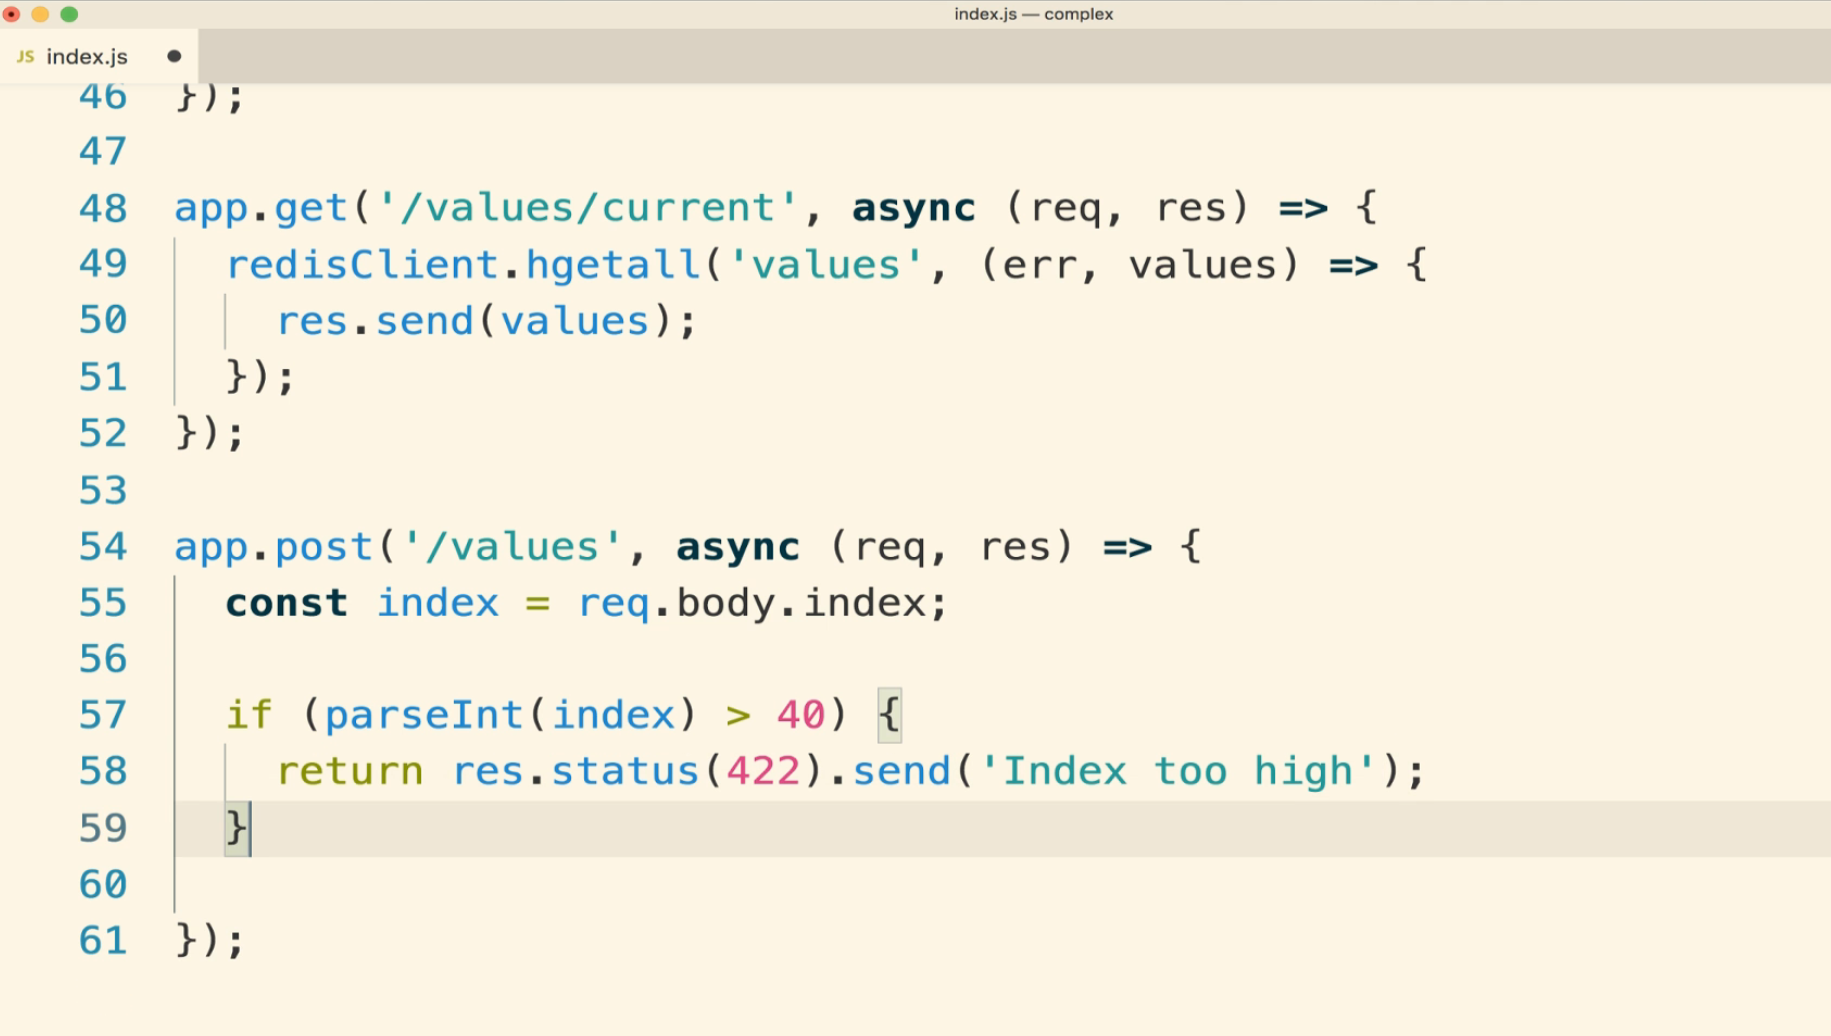 index.js — complex
JS index.js
46 });
47
48 app.get('/values/current', async (req, res) => {
49 redisClient.hgetall('values', (err, values) => {
50 res.send(values);
51 });
52 });
53
54 app.post('/values', async (req, res) => {
55 const index = req.body.index;
56
57 if (parseInt(index) > 40) {
58 return res.status(422).send('Index too high');
59 }
60
61 });